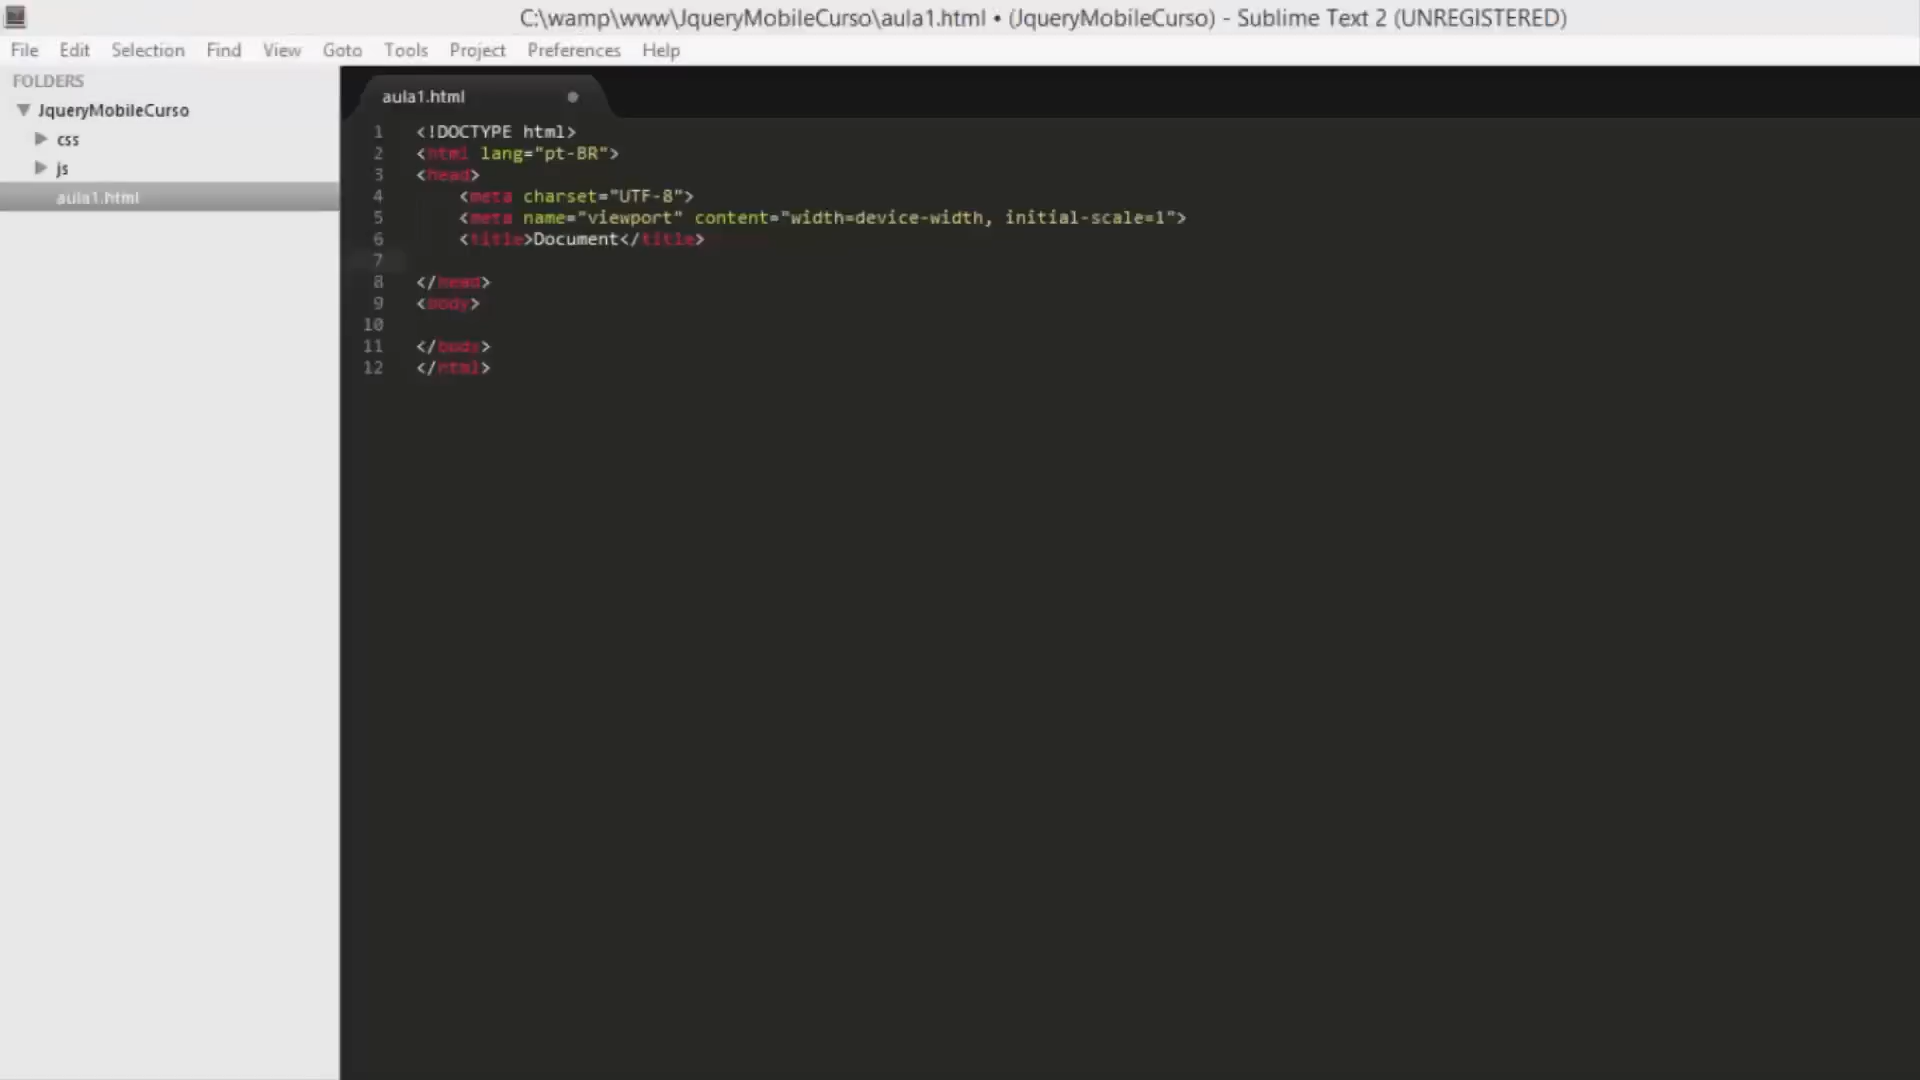 C:\wamp\www\JqueryMobileCurso\aula1.html • (JqueryMobileCurso) - Sublime Text 2 (UNREGISTERED)
File Edit Selection Find View Goto Tools Project Preferences Help
FOLDERS
JqueryMobileCurso
css
js
aula1.html
aula1.html
1 <!DOCTYPE html>
2 <html lang="pt-BR">
3 <head>
4 <meta charset="UTF-8">
5 <meta name="viewport" content="width=device-width, initial-scale=1">
6 <title>Document</title>
7
8 </head>
9 <body>
10
11 </body>
12 </html>